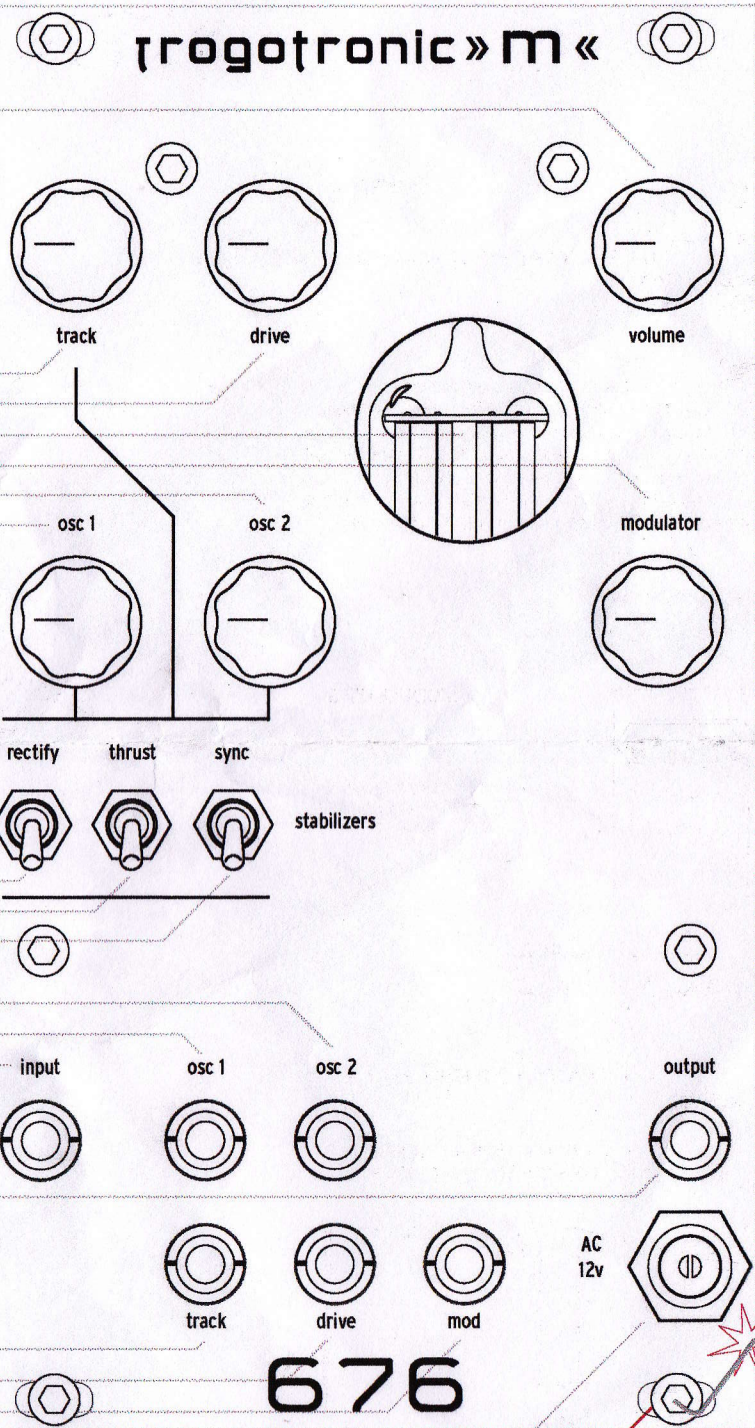 trogotronic»m«
track drive volume
osc 1 osc 2 modulator
rectify thrust sync
stabilizers
input osc 1 osc 2 output
AC
12v
track drive mod
676